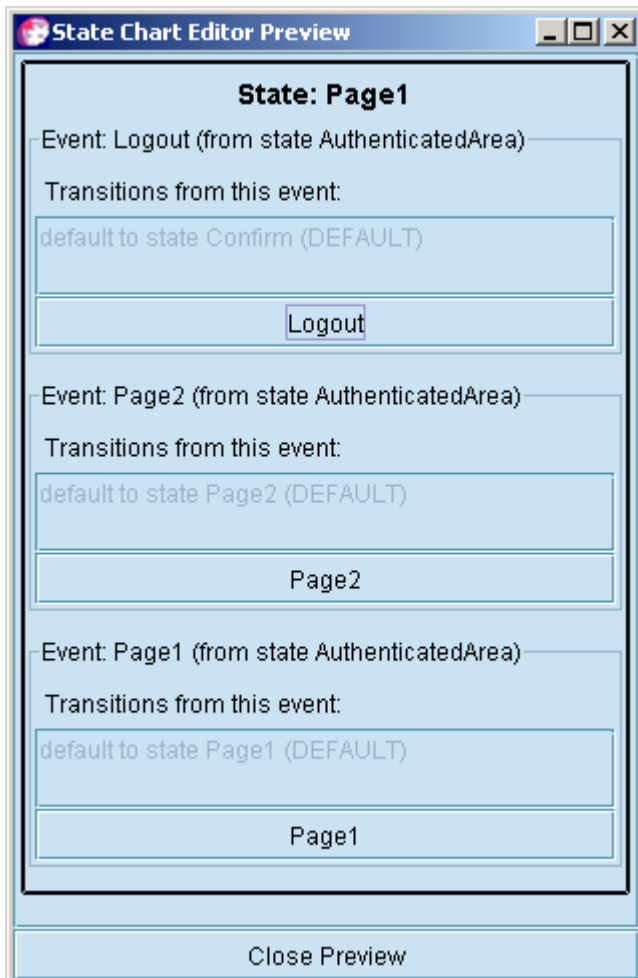 State Chart Editor Preview
State: Page1
Event: Logout (from state AuthenticatedArea)
Transitions from this event:
default to state Confirm (DEFAULT)
Logout
Event: Page2 (from state AuthenticatedArea)
Transitions from this event:
default to state Page2 (DEFAULT)
Page2
Event: Page1 (from state AuthenticatedArea)
Transitions from this event:
default to state Page1 (DEFAULT)
Page1
Close Preview